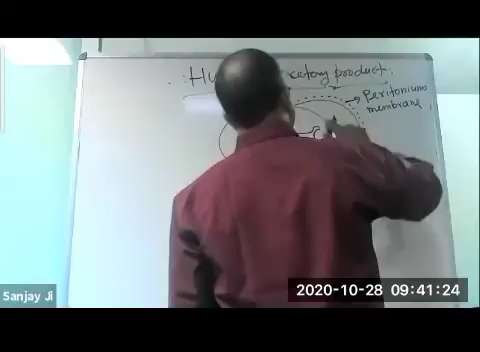 Hu cretory product.
→ Peritonium
membrane,
Sanjay Ji
2020-10-28 09:41:24